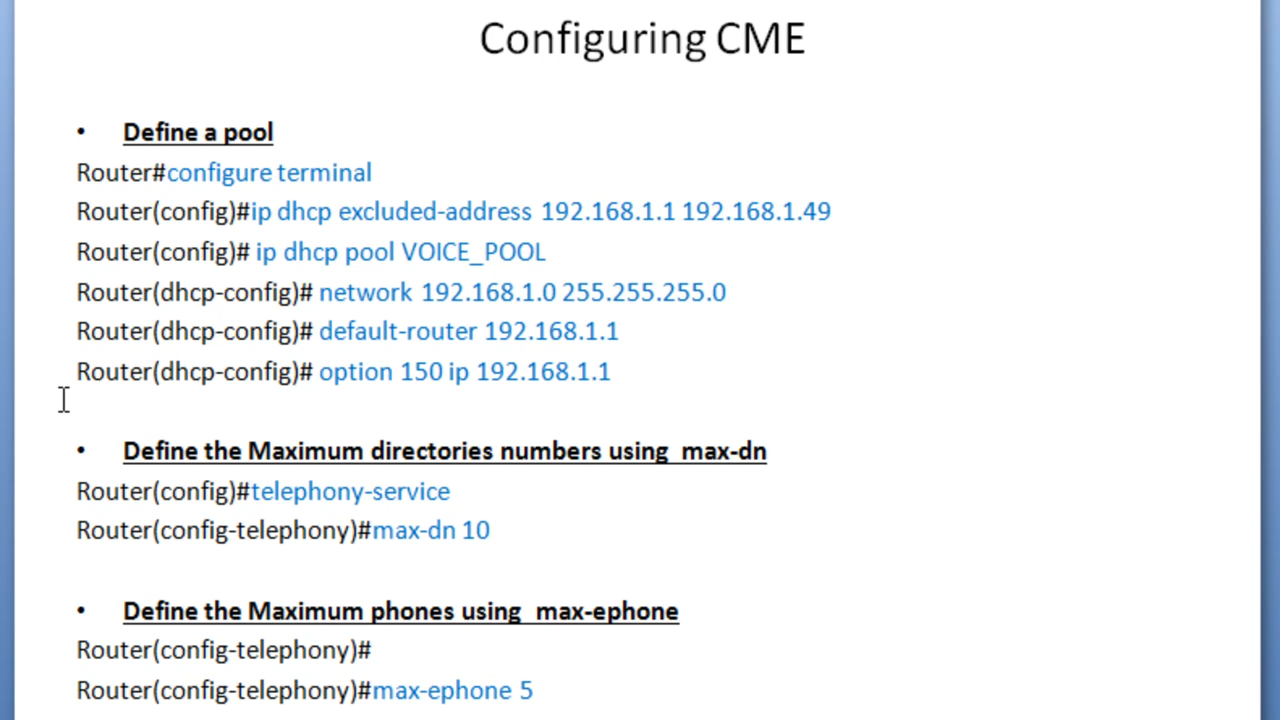 Configuring CME
• Define a pool
Router#configure terminal
Router(config)#ip dhcp excluded-address 192.168.1.1 192.168.1.49
Router(config)# ip dhcp pool VOICE_POOL
Router(dhcp-config)# network 192.168.1.0 255.255.255.0
Router(dhcp-config)# default-router 192.168.1.1
Router(dhcp-config)# option 150 ip 192.168.1.1
• Define the Maximum directories numbers using  max-dn
Router(config)#telephony-service
Router(config-telephony)#max-dn 10
• Define the Maximum phones using  max-ephone
Router(config-telephony)#
Router(config-telephony)#max-ephone 5